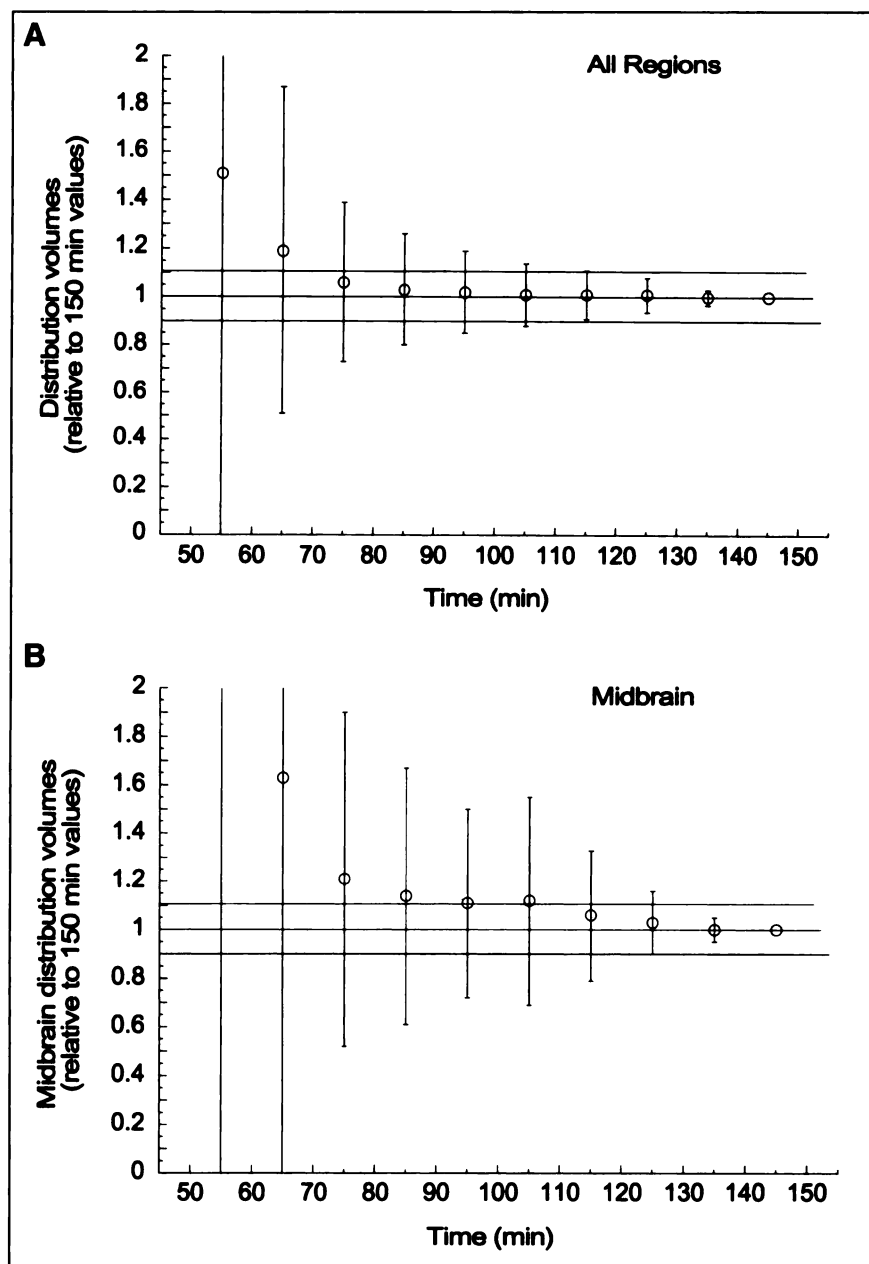 A
All Regions
Distribution volumes
(relative to 150 min values)
2
1.8
1.6
1.4
1.2
1
0.8
0.6
0.4
0.2
0
50 60 70 80 90 100 110 120 130 140 150
Time (min)
B
Midbrain
Midbrain distribution volumes
(relative to 150 min values)
2
1.8
1.6
1.4
1.2
1
0.8
0.6
0.4
0.2
0
50 60 70 80 90 100 110 120 130 140 150
Time (min)